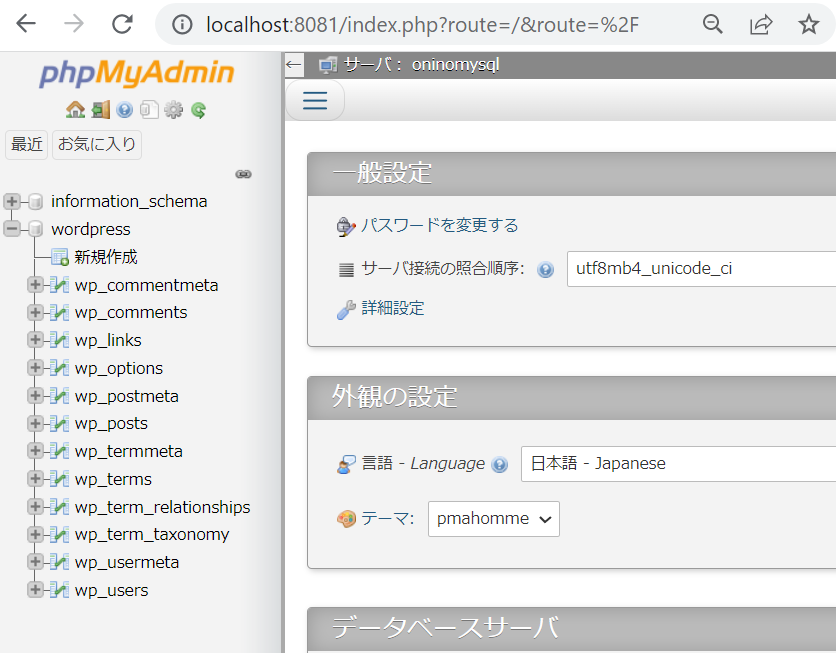 localhost:8081/index.php?route=/&route=%2F
phpMyAdmin
最近 お気に入り
information_schema
wordpress
新規作成
wp_commentmeta
wp_comments
wp_links
wp_options
wp_postmeta
wp_posts
wp_termmeta
wp_terms
wp_term_relationships
wp_term_taxonomy
wp_usermeta
wp_users
サーバ: oninomysql
一般設定
パスワードを変更する
サーバ接続の照合順序: utf8mb4_unicode_ci
詳細設定
外観の設定
言語 - Language 日本語 - Japanese
テーマ: pmahomme
データベースサーバ